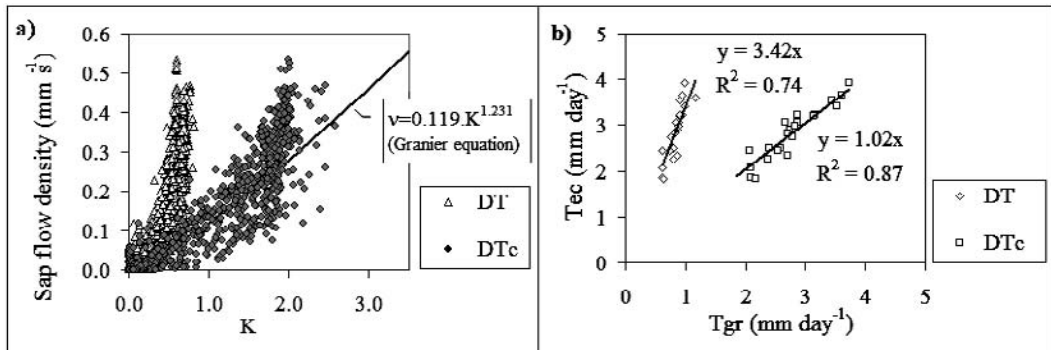 a)
Sap flow density (mm s-1)
0.6
0.5
0.4
0.3
0.2
0.1
0.0
0.0 1.0 2.0 3.0
K
ν=0.119.K^1.231
(Granier equation)
DT
DTc
b)
Tec (mm day-1)
5
4
3
2
1
0
0 1 2 3 4 5
Tgr (mm day-1)
y = 3.42x
R2 = 0.74
y = 1.02x
R2 = 0.87
DT
DTc